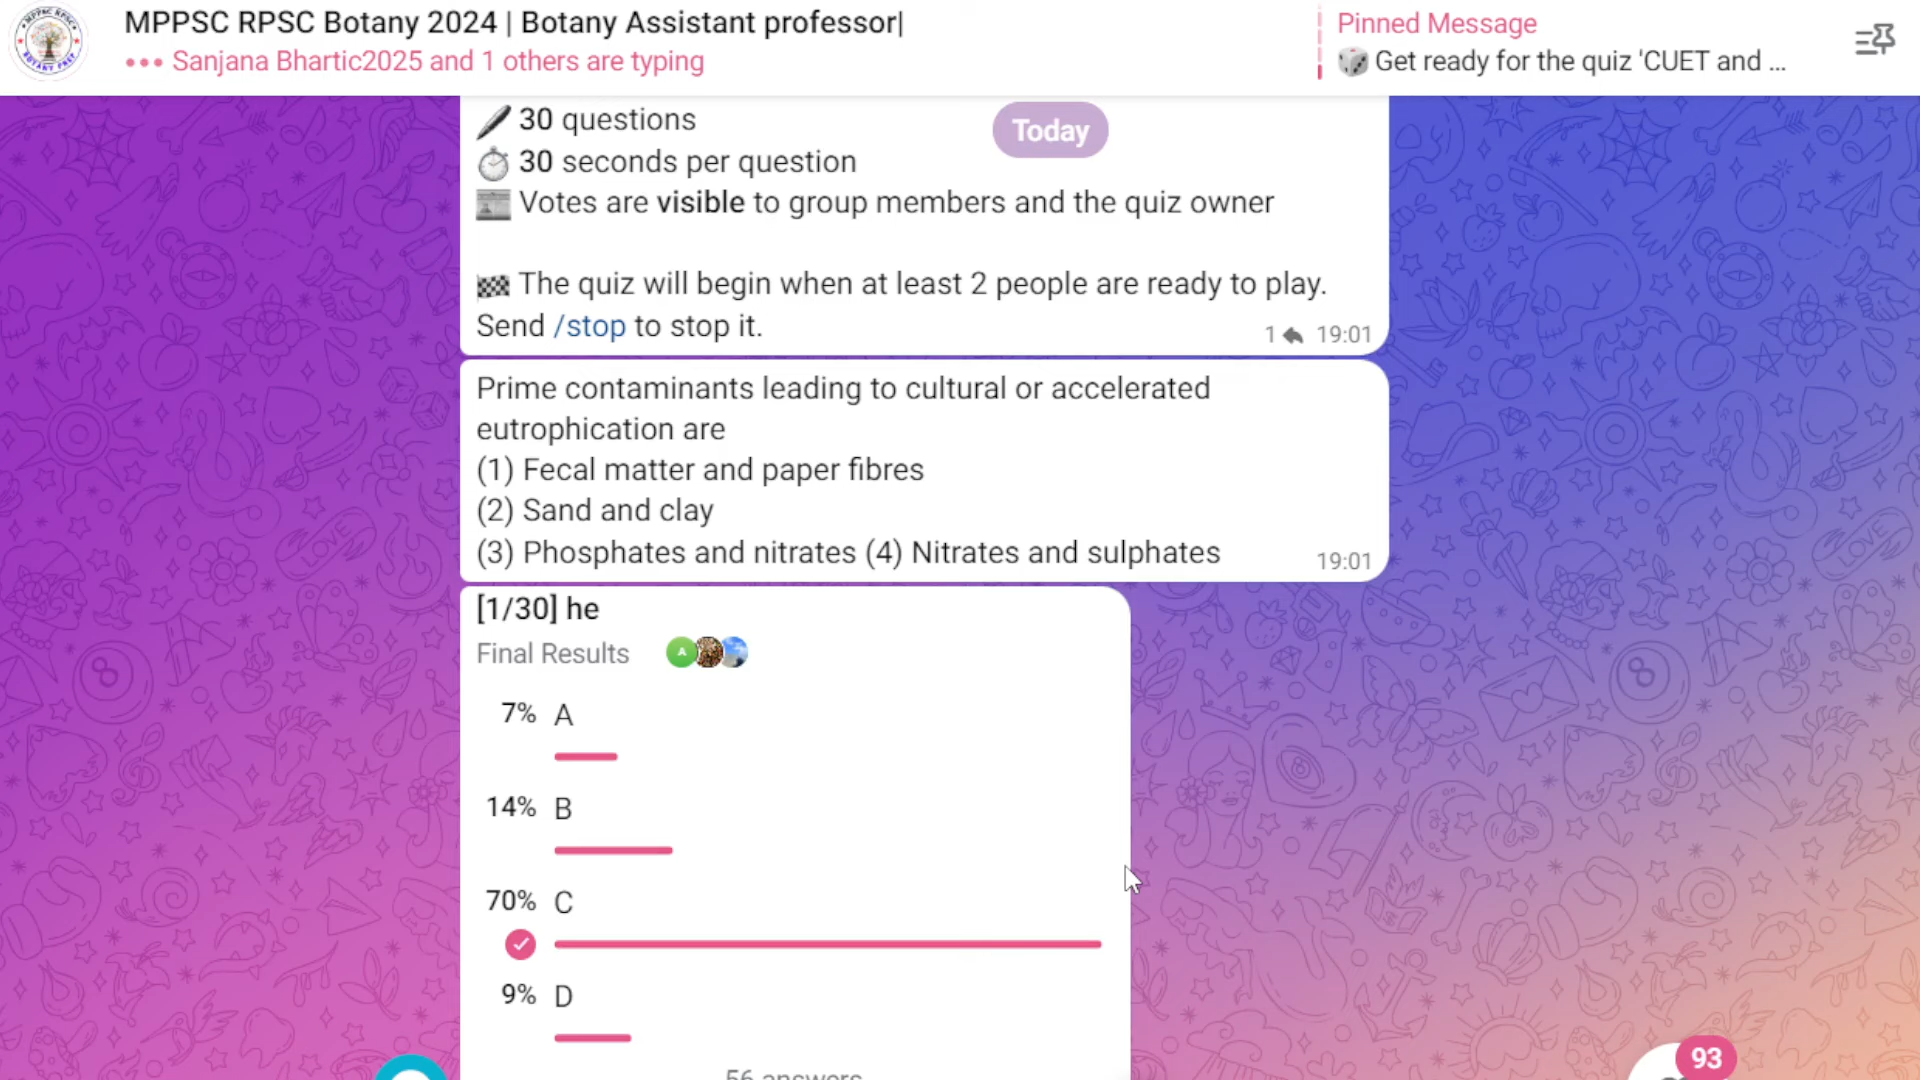 MPPSC RPSC Botany 2024 | Botany Assistant professor|
Sanjana Bhartic2025 and 1 others are typing
Pinned Message
Get ready for the quiz 'CUET and ...
30 questions
Today
30 seconds per question
Votes are visible to group members and the quiz owner
The quiz will begin when at least 2 people are ready to play.
Send /stop to stop it.
1 19:01
Prime contaminants leading to cultural or accelerated
eutrophication are
(1) Fecal matter and paper fibres
(2) Sand and clay
(3) Phosphates and nitrates (4) Nitrates and sulphates
19:01
[1/30] he
Final Results
A
7% A
14% B
70% C
9% D
56 answers
93